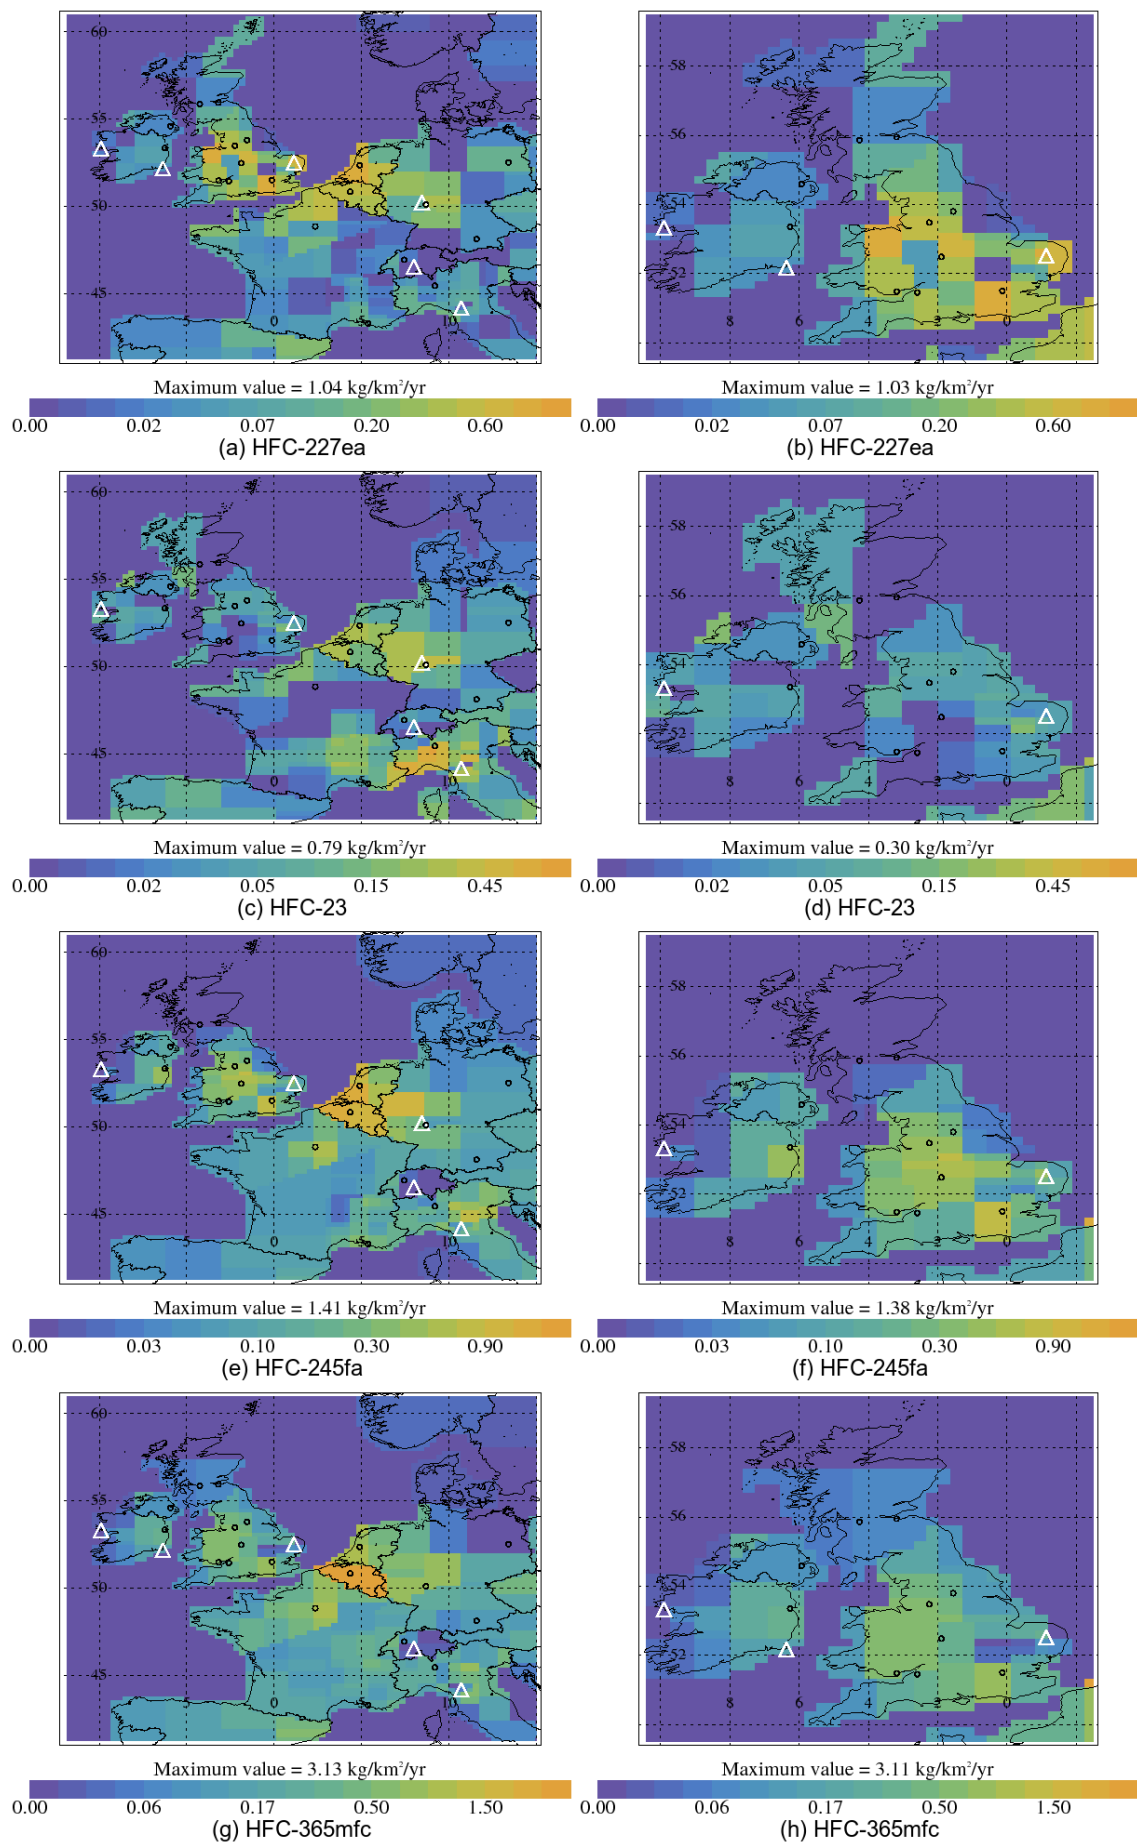 60
55
50
45
0
5
10
Maximum value = 1.04 kg/km²/yr
0.00 0.02 0.07 0.20 0.60
(a) HFC-227ea
58
56
54
52
8 6 4 2 0
Maximum value = 1.03 kg/km²/yr
0.00 0.02 0.07 0.20 0.60
(b) HFC-227ea
60
55
50
45
0
5
10
Maximum value = 0.79 kg/km²/yr
0.00 0.02 0.05 0.15 0.45
(c) HFC-23
58
56
54
52
8 6 4 2 0
Maximum value = 0.30 kg/km²/yr
0.00 0.02 0.05 0.15 0.45
(d) HFC-23
60
55
50
45
0
5
10
Maximum value = 1.41 kg/km²/yr
0.00 0.03 0.10 0.30 0.90
(e) HFC-245fa
58
56
54
52
8 6 4 2 0
Maximum value = 1.38 kg/km²/yr
0.00 0.03 0.10 0.30 0.90
(f) HFC-245fa
60
55
50
45
0
5
10
Maximum value = 3.13 kg/km²/yr
0.00 0.06 0.17 0.50 1.50
(g) HFC-365mfc
58
56
54
52
8 6 4 2 0
Maximum value = 3.11 kg/km²/yr
0.00 0.06 0.17 0.50 1.50
(h) HFC-365mfc